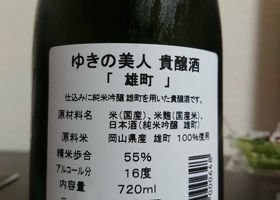 ゆきの美人 貴醸酒
「 雄町 」
仕込みに純米吟醸 雄町を用いた貴醸酒です。
原材料名 米(国産)、米麹(国産米)、
日本酒(純米吟醸 雄町)
原料米 岡山県産 雄町 100%使用
精米歩合 55%
アルコール分 16度
内容量 720ml